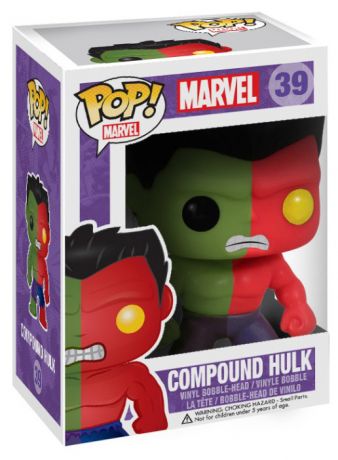 POP!
MARVEL
MARVEL
39
POP!
COMPOUND HULK
39
COMPOUND HULK
VINYL BOBBLE-HEAD / VINYLE BOBBLE
LA TÊTE / BOBBLE-HEAD DE VINILO
WARNING: CHOKING HAZARD - Small Parts.
Not for children under 3 years of age.